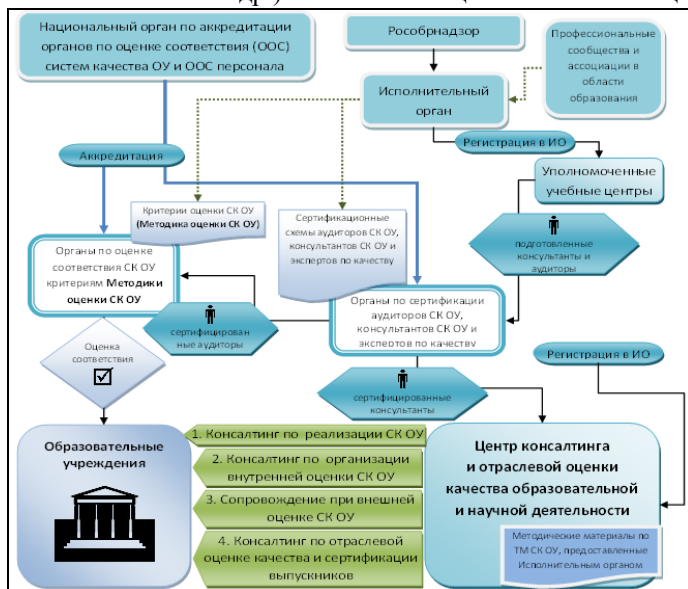 Национальный орган по аккредитации
органов по оценке соответствия (ООС)
систем качества ОУ и ООС персонала
Рособрнадзор
Профессиональные
сообщества и
ассоциации в
области
образования
Исполнительный
орган
Аккредитация
Регистрация в ИО
Уполномоченные
учебные центры
Критерии оценки СК ОУ
(Методика оценки СК ОУ)
Сертификационные
схемы аудиторов СК ОУ,
консультантов СК ОУ и
экспертов по качеству
подготовленные
консультанты и
аудиторы
Органы по оценке
соответствия СК ОУ
критериям Методики
оценки СК ОУ
Органы по сертификации
аудиторов СК ОУ,
консультантов СК ОУ и
экспертов по качеству
сертифицирован
ные аудиторы
Регистрация в ИО
Оценка
соответствия
сертифицированные
консультанты
Образовательные
учреждения
1. Консалтинг по реализации СК ОУ
2. Консалтинг по организации
внутренней оценки СК ОУ
3. Сопровождение при внешней
оценке СК ОУ
4. Консалтинг по отраслевой
оценке качества и сертификации
выпускников
Центр консалтинга
и отраслевой оценки
качества образовательной
и научной деятельности
Методические материалы по
ТМ СК ОУ, предоставленные
Исполнительным органом